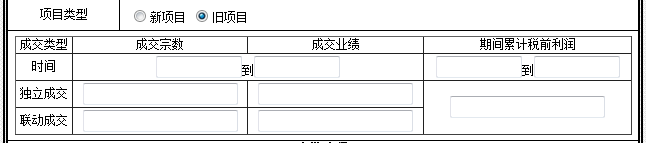 项目类型 新项目 旧项目
成交类型 成交宗数 成交业绩 期间累计税前利润
时间 到 到
独立成交
联动成交